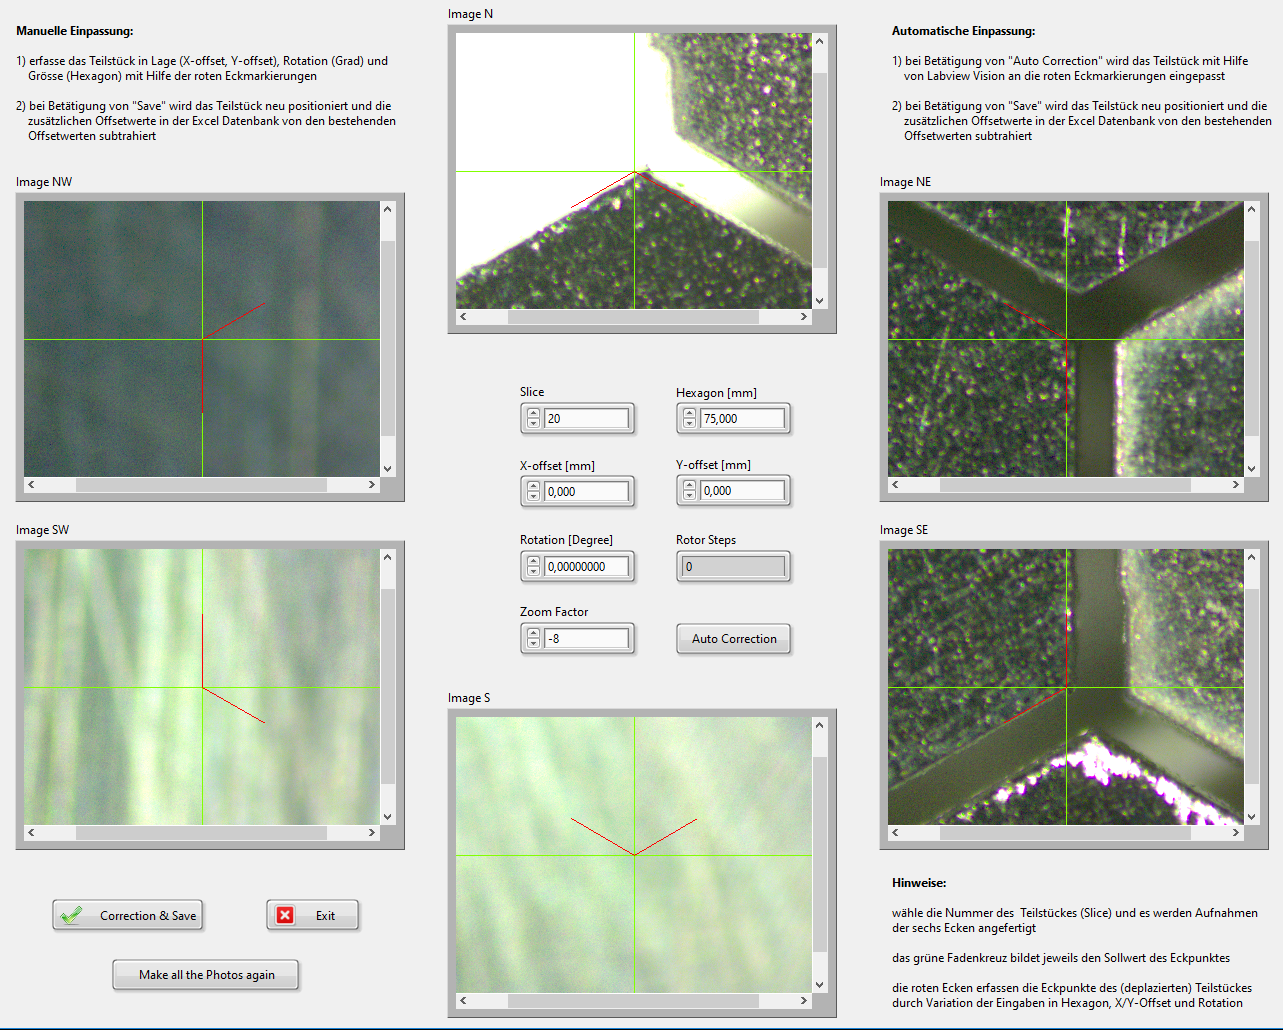 Image N
Manuelle Einpassung:
1) erfasse das Teilstück in Lage (X-offset, Y-offset), Rotation (Grad) und
Grösse (Hexagon) mit Hilfe der roten Eckmarkierungen
2) bei Betätigung von "Save" wird das Teilstück neu positioniert und die
zusätzlichen Offsetwerte in der Excel Datenbank von den bestehenden
Offsetwerten subtrahiert
Automatische Einpassung:
1) bei Betätigung von "Auto Correction" wird das Teilstück mit Hilfe
von Labview Vision an die roten Eckmarkierungen eingepasst
2) bei Betätigung von "Save" wird das Teilstück neu positioniert und die
zusätzlichen Offsetwerte in der Excel Datenbank von den bestehenden
Offsetwerten subtrahiert
Image NW
Image NE
Slice
20
Hexagon [mm]
75,000
X-offset [mm]
0,000
Y-offset [mm]
0,000
Image SW
Image SE
Rotation [Degree]
0,00000000
Rotor Steps
0
Zoom Factor
-8
Auto Correction
Image S
Correction & Save
Exit
Make all the Photos again
Hinweise:
wähle die Nummer des Teilstückes (Slice) und es werden Aufnahmen
der sechs Ecken angefertigt
das grüne Fadenkreuz bildet jeweils den Sollwert des Eckpunktes
die roten Ecken erfassen die Eckpunkte des (deplazierten) Teilstückes
durch Variation der Eingaben in Hexagon, X/Y-Offset und Rotation